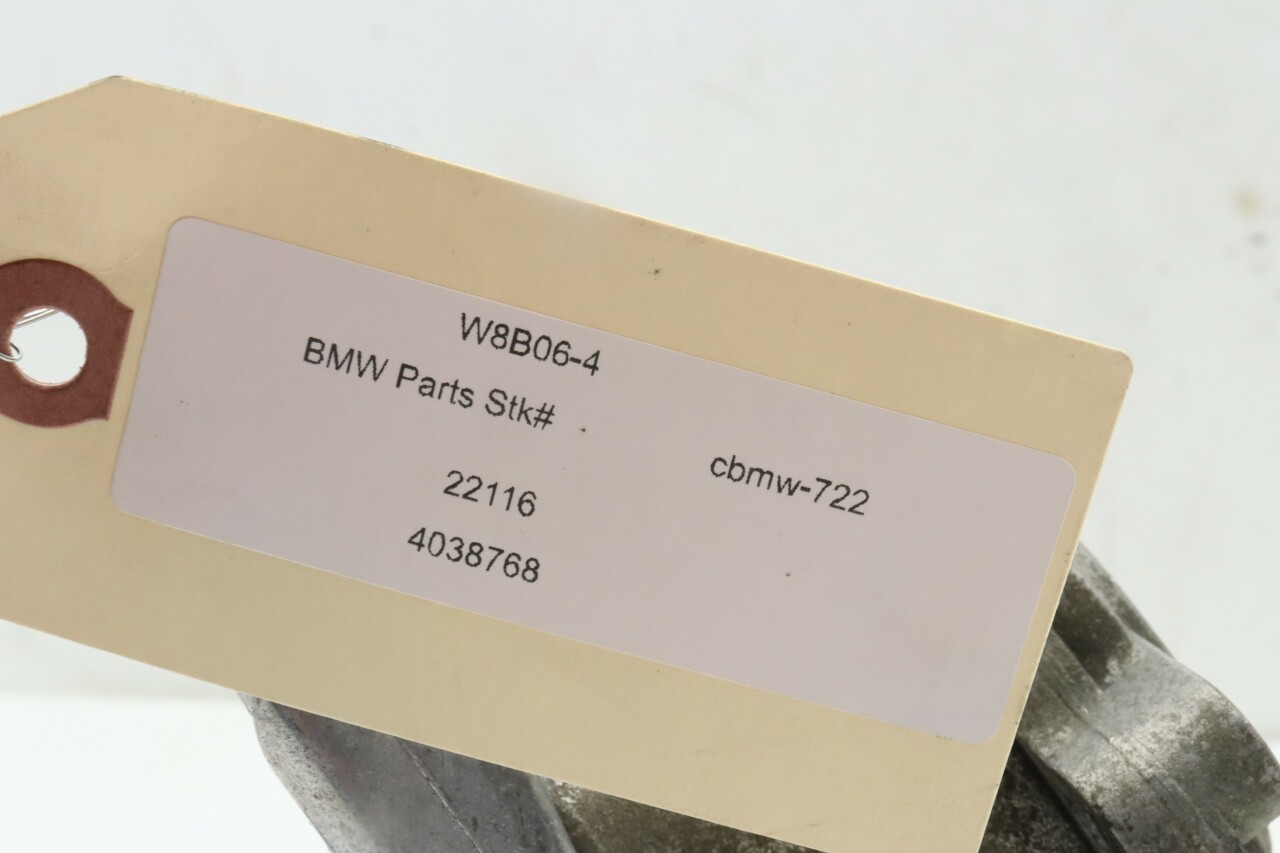 W8B06-4
BMW Parts Stk#
cbmw-722
22116
4038768